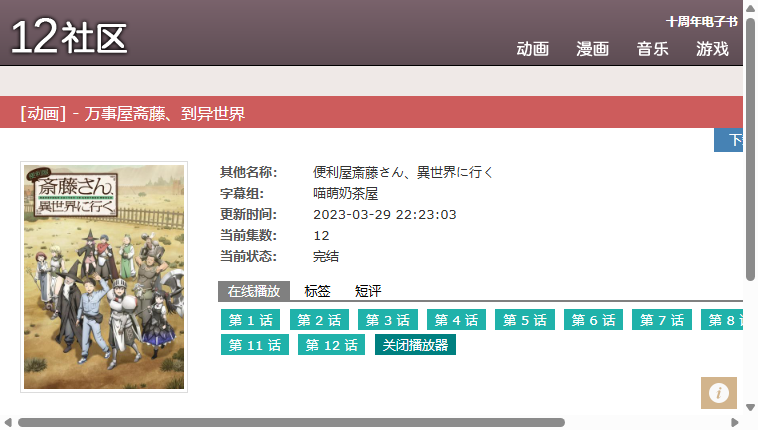 12社区
十周年电子书
动画 漫画 音乐 游戏
[动画] - 万事屋斋藤、到异世界
下
便利屋
斎藤さん、
異世界に行く
其他名称: 便利屋斎藤さん、異世界に行く
字幕组: 喵萌奶茶屋
更新时间: 2023-03-29 22:23:03
当前集数: 12
当前状态: 完结
在线播放 标签 短评
第 1 话 第 2 话 第 3 话 第 4 话 第 5 话 第 6 话 第 7 话 第 8
第 11 话 第 12 话 关闭播放器